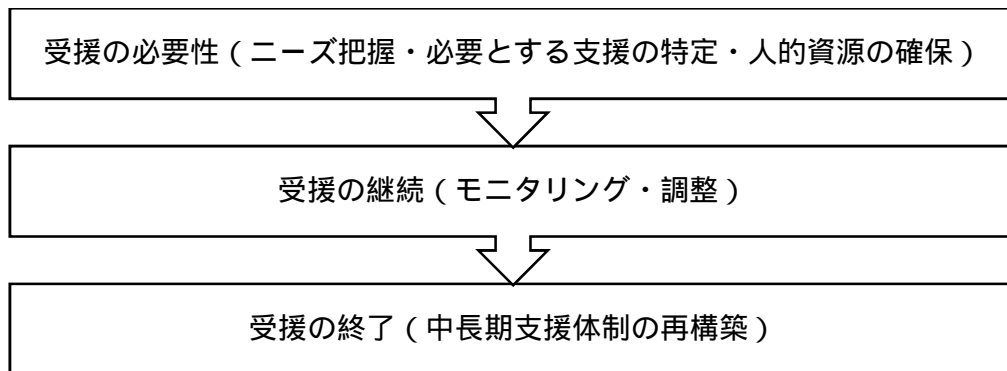 受援の必要性（ニーズ把握・必要とする支援の特定・人的資源の確保）
受援の継続（モニタリング・調整）
受援の終了（中長期支援体制の再構築）